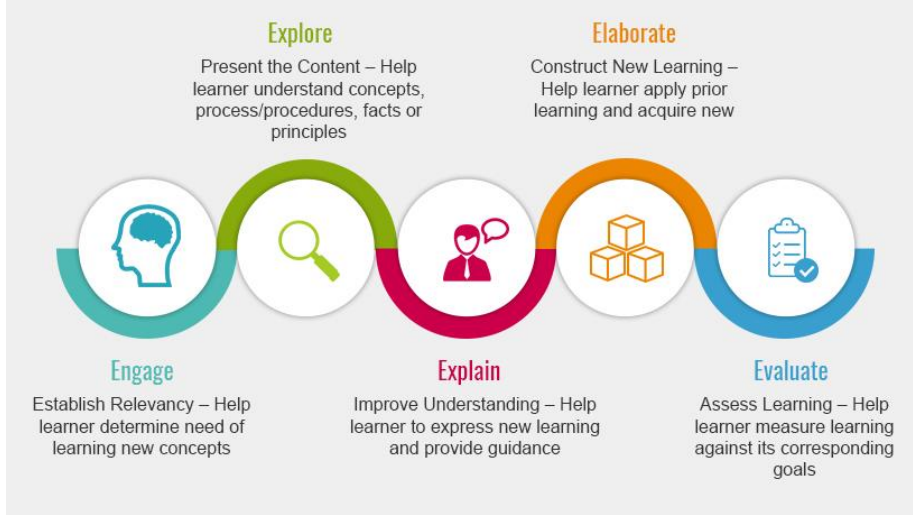 Explore
Present the Content – Help
learner understand concepts,
process/procedures, facts or
principles
Elaborate
Construct New Learning –
Help learner apply prior
learning and acquire new
Engage
Establish Relevancy – Help
learner determine need of
learning new concepts
Explain
Improve Understanding – Help
learner to express new learning
and provide guidance
Evaluate
Assess Learning – Help
learner measure learning
against its corresponding
goals